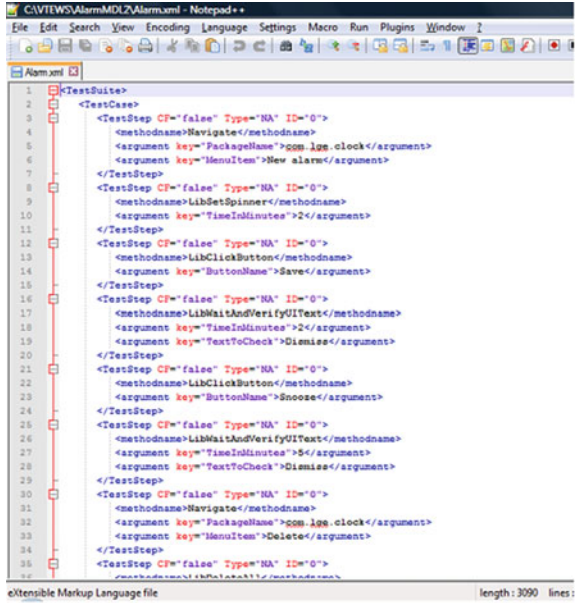 C:\VTEWS\AlarmMDL2\Alarm.xml - Notepad++
File Edit Search View Encoding Language Settings Macro Run Plugins Window ?
Alarm.xml
1 <TestSuite>
2 <TestCase>
3 <TestStep CF="false" Type="NA" ID="0">
4 <methodname>Navigate</methodname>
5 <argument key="PackageName">com.lge.clock</argument>
6 <argument key="MenuItem">New alarm</argument>
7 </TestStep>
8 <TestStep CF="false" Type="NA" ID="0">
9 <methodname>LibSetSpinner</methodname>
10 <argument key="TimeInMinutes">2</argument>
11 </TestStep>
12 <TestStep CF="false" Type="NA" ID="0">
13 <methodname>LibClickButton</methodname>
14 <argument key="ButtonName">Save</argument>
15 </TestStep>
16 <TestStep CF="false" Type="NA" ID="0">
17 <methodname>LibWaitAndVerifyUIText</methodname>
18 <argument key="TimeInMinutes">2</argument>
19 <argument key="TextToCheck">Dismiss</argument>
20 </TestStep>
21 <TestStep CF="false" Type="NA" ID="0">
22 <methodname>LibClickButton</methodname>
23 <argument key="ButtonName">Snooze</argument>
24 </TestStep>
25 <TestStep CF="false" Type="NA" ID="0">
26 <methodname>LibWaitAndVerifyUIText</methodname>
27 <argument key="TimeInMinutes">5</argument>
28 <argument key="TextToCheck">Dismiss</argument>
29 </TestStep>
30 <TestStep CF="false" Type="NA" ID="0">
31 <methodname>Navigate</methodname>
32 <argument key="PackageName">com.lge.clock</argument>
33 <argument key="MenuItem">Delete</argument>
34 </TestStep>
35 <TestStep CF="false" Type="NA" ID="0">
36 <methodname>LibDeleteAll</methodname>
eXtensible Markup Language file length : 3090 lines :